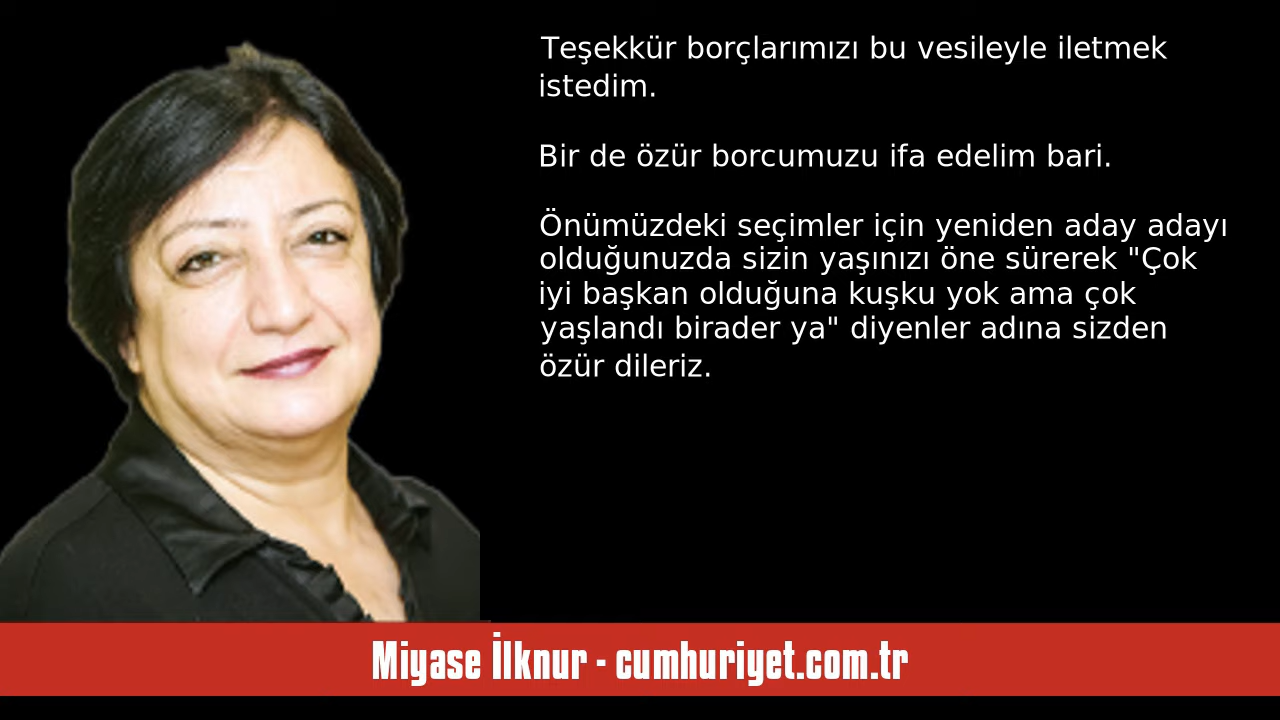 Teşekkür borçlarımızı bu vesileyle iletmek
istedim.
Bir de özür borcumuzu ifa edelim bari.
Önümüzdeki seçimler için yeniden aday adayı
olduğunuzda sizin yaşınızı öne sürerek "Çok
iyi başkan olduğuna kuşku yok ama çok
yaşlandı birader ya" diyenler adına sizden
özür dileriz.
Miyase İlknur - cumhuriyet.com.tr